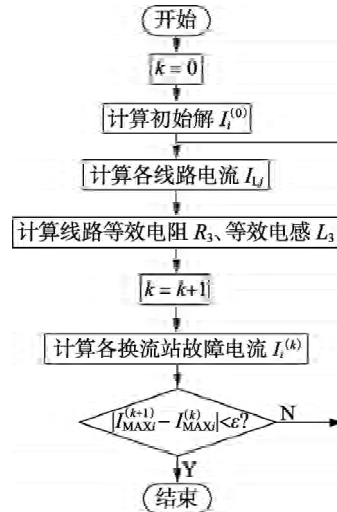 开始
k = 0
计算初始解 I_i^(0)
计算各线路电流 I_Lj
计算线路等效电阻 R_3、等效电感 L_3
k = k+1
计算各换流站故障电流 I_i^(k)
|I_MAXi^(k+1) − I_MAXi^(k)|<ε?
N
Y
结束